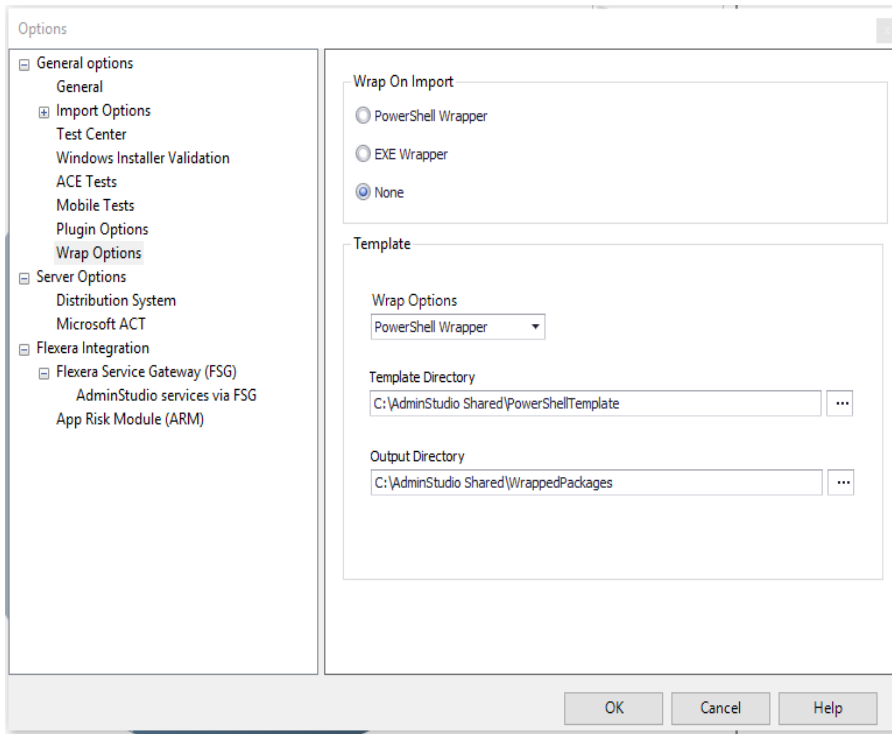 Options
General options
General
Import Options
Test Center
Windows Installer Validation
ACE Tests
Mobile Tests
Plugin Options
Wrap Options
Server Options
Distribution System
Microsoft ACT
Flexera Integration
Flexera Service Gateway (FSG)
AdminStudio services via FSG
App Risk Module (ARM)
Wrap On Import
PowerShell Wrapper
EXE Wrapper
None
Template
Wrap Options
PowerShell Wrapper
Template Directory
C:\AdminStudio Shared\PowerShellTemplate
...
Output Directory
C:\AdminStudio Shared\WrappedPackages
...
OK
Cancel
Help